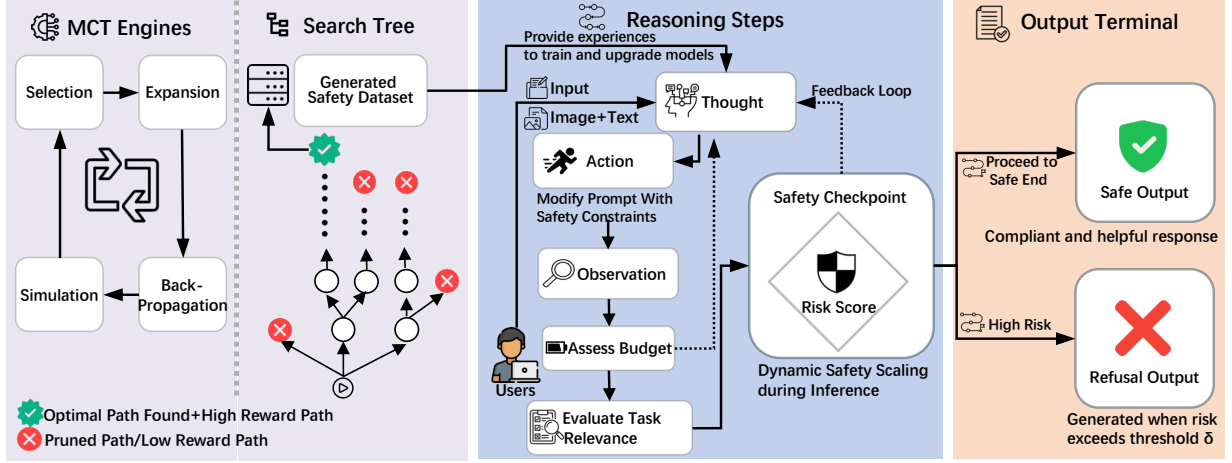 MCT Engines
Selection
Expansion
Simulation
Back-
Propagation
Search Tree
Generated
Safety Dataset
Optimal Path Found+High Reward Path
Pruned Path/Low Reward Path
Reasoning Steps
Provide experiences
to train and upgrade models
Input
Image+Text
Thought
Feedback Loop
Action
Modify Prompt With
Safety Constraints
Observation
Assess Budget
Users
Evaluate Task
Relevance
Safety Checkpoint
Risk Score
Dynamic Safety Scaling
during Inference
Output Terminal
Proceed to
Safe End
Safe Output
Compliant and helpful response
High Risk
Refusal Output
Generated when risk
exceeds threshold δ